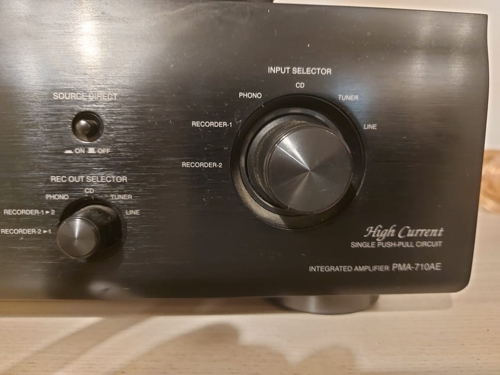 INPUT SELECTOR
PHONO
CD
TUNER
RECORDER-1
LINE
RECORDER-2
SOURCE DIRECT
ON OFF
REC OUT SELECTOR
PHONO
CD
TUNER
RECORDER-1►2
LINE
RECORDER-2►1
High Current
SINGLE PUSH-PULL CIRCUIT
INTEGRATED AMPLIFIER PMA-710AE